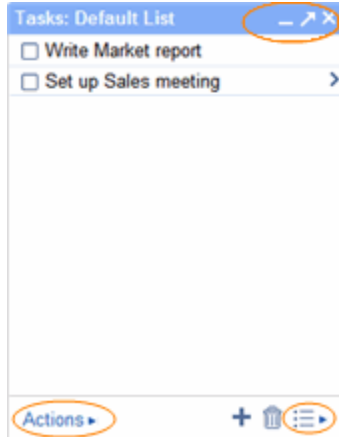 Tasks: Default List
Write Market report
Set up Sales meeting
Actions